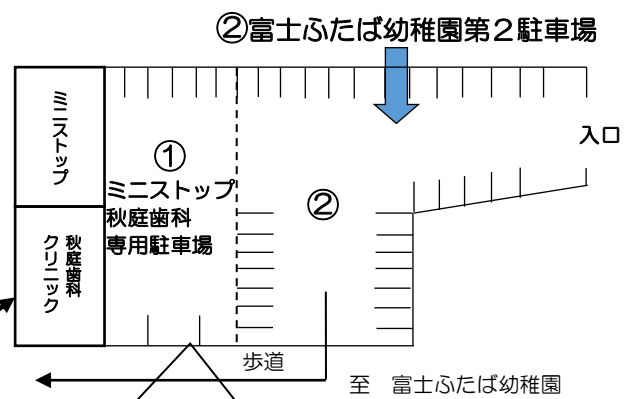 ②富士ふたば幼稚園第2駐車場
ミニストップ
①
入口
ミニストップ
秋庭歯科
専用駐車場
②
秋庭歯科
クリニック
歩道
至　富士ふたば幼稚園